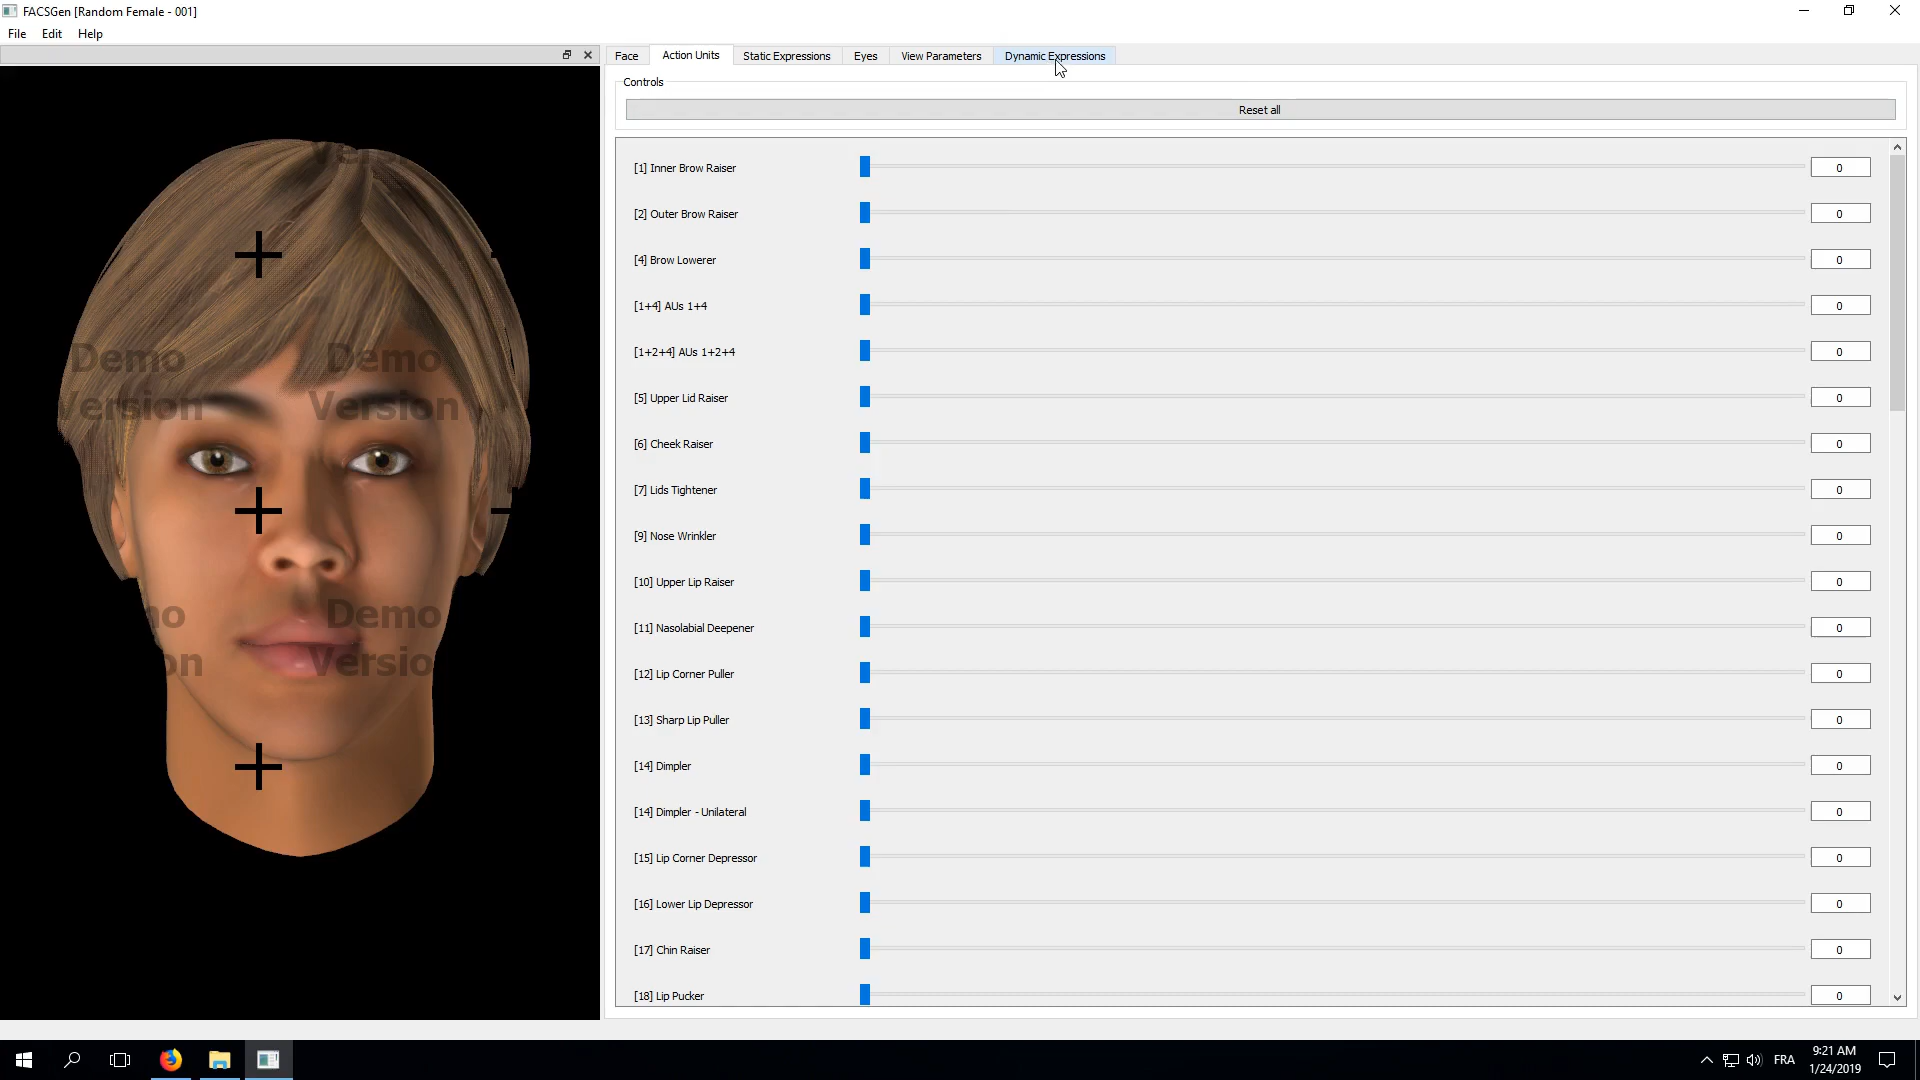 FACSGen [Random Female - 001]
File Edit Help
Face Action Units Static Expressions Eyes View Parameters Dynamic Expressions
Controls
Reset all
[1] Inner Brow Raiser 0
[2] Outer Brow Raiser 0
[4] Brow Lowerer 0
[1+4] AUs 1+4 0
[1+2+4] AUs 1+2+4 0
[5] Upper Lid Raiser 0
[6] Cheek Raiser 0
[7] Lids Tightener 0
[9] Nose Wrinkler 0
[10] Upper Lip Raiser 0
[11] Nasolabial Deepener 0
[12] Lip Corner Puller 0
[13] Sharp Lip Puller 0
[14] Dimpler 0
[14] Dimpler - Unilateral 0
[15] Lip Corner Depressor 0
[16] Lower Lip Depressor 0
[17] Chin Raiser 0
[18] Lip Pucker 0
Demo Demo
Version Version
Demo
FRA
9:21 AM
1/24/2019